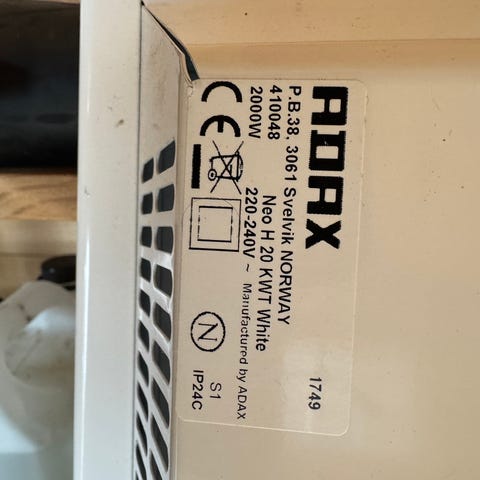 ADAX
P.B.38, 3061 Svelvik NORWAY
1749
410048
Neo H 20 KWT White
2000W
220-240V ~ Manufactured by ADAX
CE
N
S1
IP24C